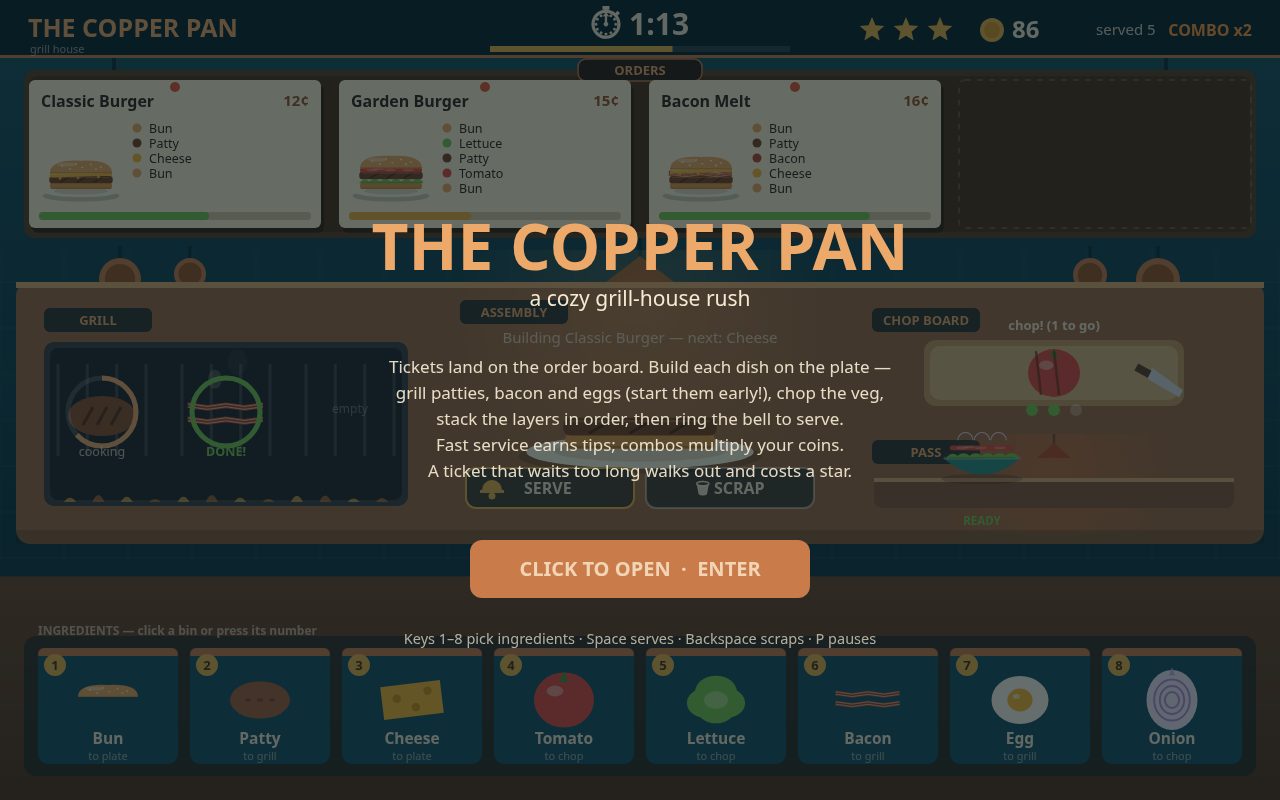 THE COPPER PAN
grill house
1:13
86
served 5 COMBO x2
ORDERS
Classic Burger 12¢
Bun
Patty
Cheese
Bun
Garden Burger 15¢
Bun
Lettuce
Patty
Tomato
Bun
Bacon Melt 16¢
Bun
Patty
Bacon
Cheese
Bun
THE COPPER PAN
a cozy grill-house rush
GRILL
ASSEMBLY
CHOP BOARD
chop! (1 to go)
Building Classic Burger — next: Cheese
Tickets land on the order board. Build each dish on the plate —
grill patties, bacon and eggs (start them early!), chop the veg,
stack the layers in order, then ring the bell to serve.
Fast service earns tips; combos multiply your coins.
A ticket that waits too long walks out and costs a star.
empty
cooking
DONE!
PASS
SERVE
SCRAP
READY
CLICK TO OPEN · ENTER
INGREDIENTS — click a bin or press its number
Keys 1–8 pick ingredients · Space serves · Backspace scraps · P pauses
1
Bun
to plate
2
Patty
to grill
3
Cheese
to plate
4
Tomato
to chop
5
Lettuce
to chop
6
Bacon
to grill
7
Egg
to grill
8
Onion
to chop